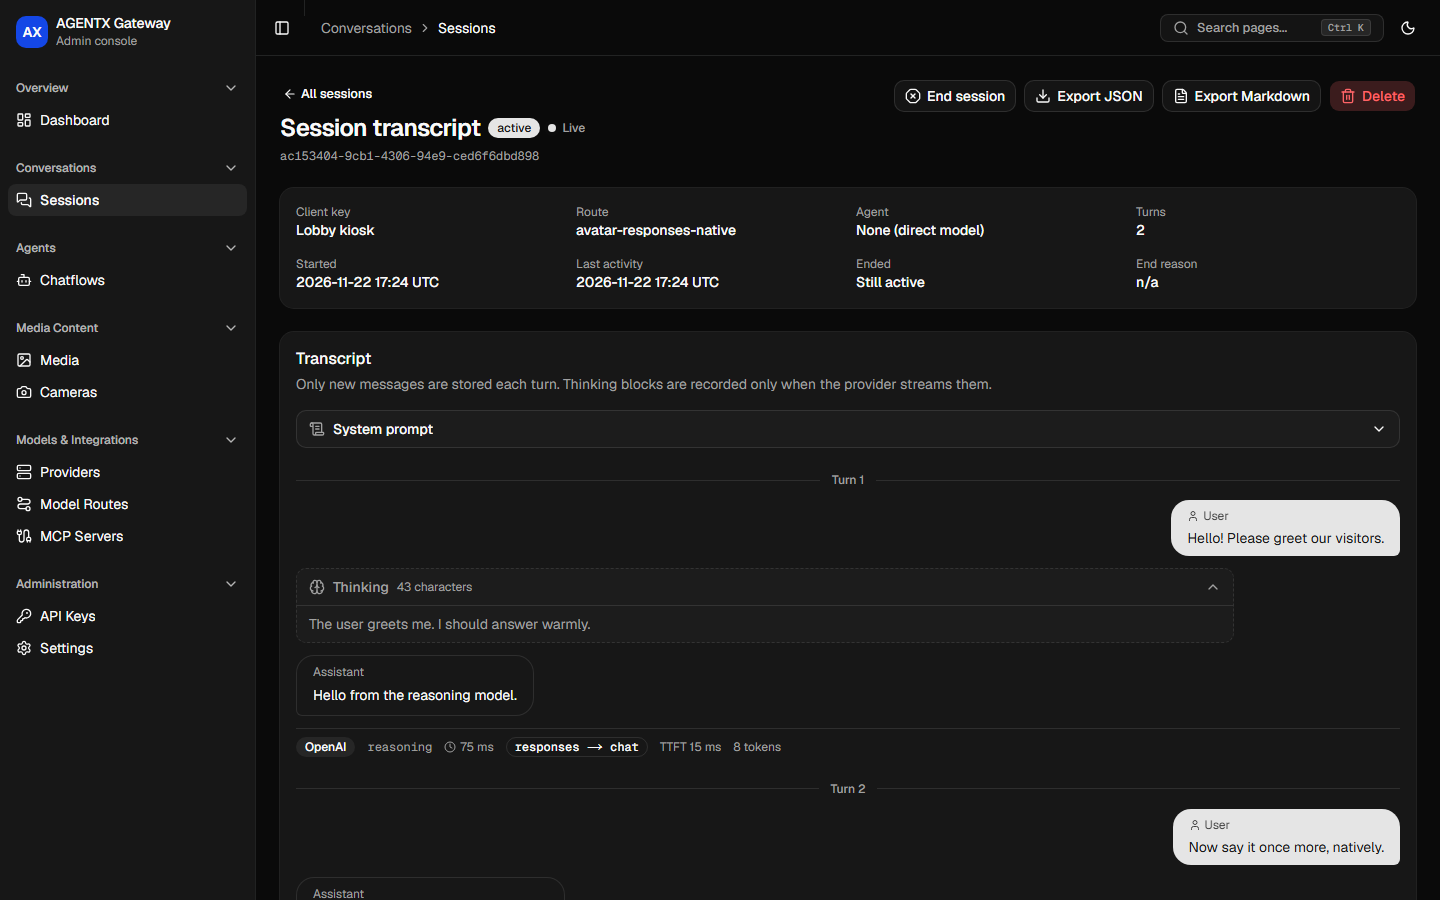 AX
AGENTX Gateway
Admin console
Overview
Dashboard
Conversations
Sessions
Agents
Chatflows
Media Content
Media
Cameras
Models & Integrations
Providers
Model Routes
MCP Servers
Administration
API Keys
Settings
Conversations > Sessions
Search pages... Ctrl K
← All sessions
End session Export JSON Export Markdown Delete
Session transcript active Live
ac153404-9cb1-4306-94e9-ced6f6dbd898
Client key Route Agent Turns
Lobby kiosk avatar-responses-native None (direct model) 2
Started Last activity Ended End reason
2026-11-22 17:24 UTC 2026-11-22 17:24 UTC Still active n/a
Transcript
Only new messages are stored each turn. Thinking blocks are recorded only when the provider streams them.
System prompt
Turn 1
User
Hello! Please greet our visitors.
Thinking 43 characters
The user greets me. I should answer warmly.
Assistant
Hello from the reasoning model.
OpenAI reasoning 75 ms responses → chat TTFT 15 ms 8 tokens
Turn 2
User
Now say it once more, natively.
Assistant